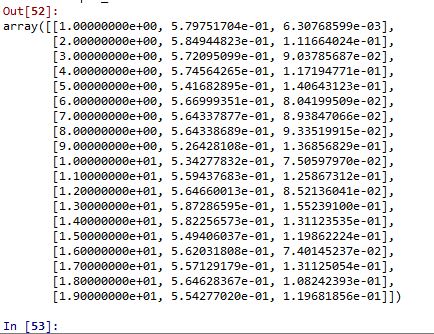 Out[52]:
array([[1.00000000e+00, 5.79751704e-01, 6.30768599e-03],
[2.00000000e+00, 5.84944823e-01, 1.11664024e-01],
[3.00000000e+00, 5.72095099e-01, 9.03785687e-02],
[4.00000000e+00, 5.74564265e-01, 1.17194771e-01],
[5.00000000e+00, 5.41682895e-01, 1.40643123e-01],
[6.00000000e+00, 5.66999351e-01, 8.04199509e-02],
[7.00000000e+00, 5.64337877e-01, 8.93847066e-02],
[8.00000000e+00, 5.64338689e-01, 9.33519915e-02],
[9.00000000e+00, 5.26428108e-01, 1.36856829e-01],
[1.00000000e+01, 5.34277832e-01, 7.50597970e-02],
[1.10000000e+01, 5.59437683e-01, 1.25867312e-01],
[1.20000000e+01, 5.64660013e-01, 8.52136041e-02],
[1.30000000e+01, 5.87286595e-01, 1.55239100e-01],
[1.40000000e+01, 5.82256573e-01, 1.31123535e-01],
[1.50000000e+01, 5.49406037e-01, 1.19862224e-01],
[1.60000000e+01, 5.62031808e-01, 7.40145237e-02],
[1.70000000e+01, 5.57129179e-01, 1.31125054e-01],
[1.80000000e+01, 5.64628367e-01, 1.08242393e-01],
[1.90000000e+01, 5.54277020e-01, 1.19681856e-01]])
In [53]: